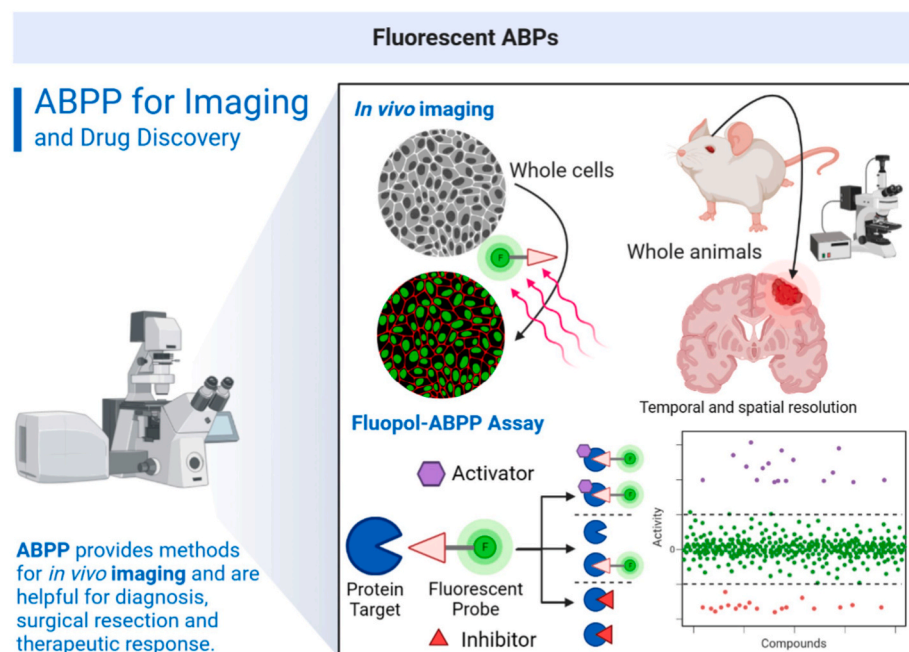 Fluorescent ABPs
ABPP for Imaging
and Drug Discovery
In vivo imaging
Whole cells
F
Whole animals
Temporal and spatial resolution
ABPP provides methods
for in vivo imaging and are
helpful for diagnosis,
surgical resection and
therapeutic response.
Fluopol-ABPP Assay
Activator
F
Protein
Target
Fluorescent
Probe
Inhibitor
F
F
F
Activity
0
Compounds